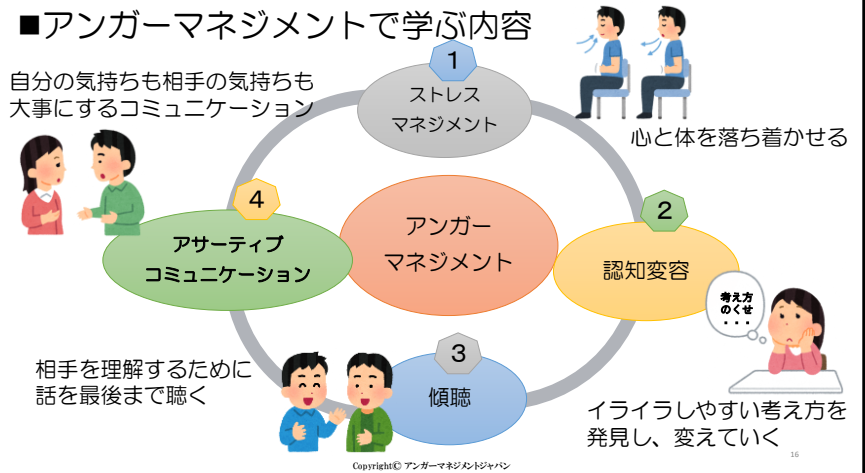 ■アンガーマネジメントで学ぶ内容
自分の気持ちも相手の気持ちも
大事にするコミュニケーション
1
ストレス
マネジメント
心と体を落ち着かせる
4
アサーティブ
コミュニケーション
アンガー
マネジメント
2
認知変容
考え方
のくせ
・・・
相手を理解するために
話を最後まで聴く
3
傾聴
イライラしやすい考え方を
発見し、変えていく
16
Copyright© アンガーマネジメントジャパン